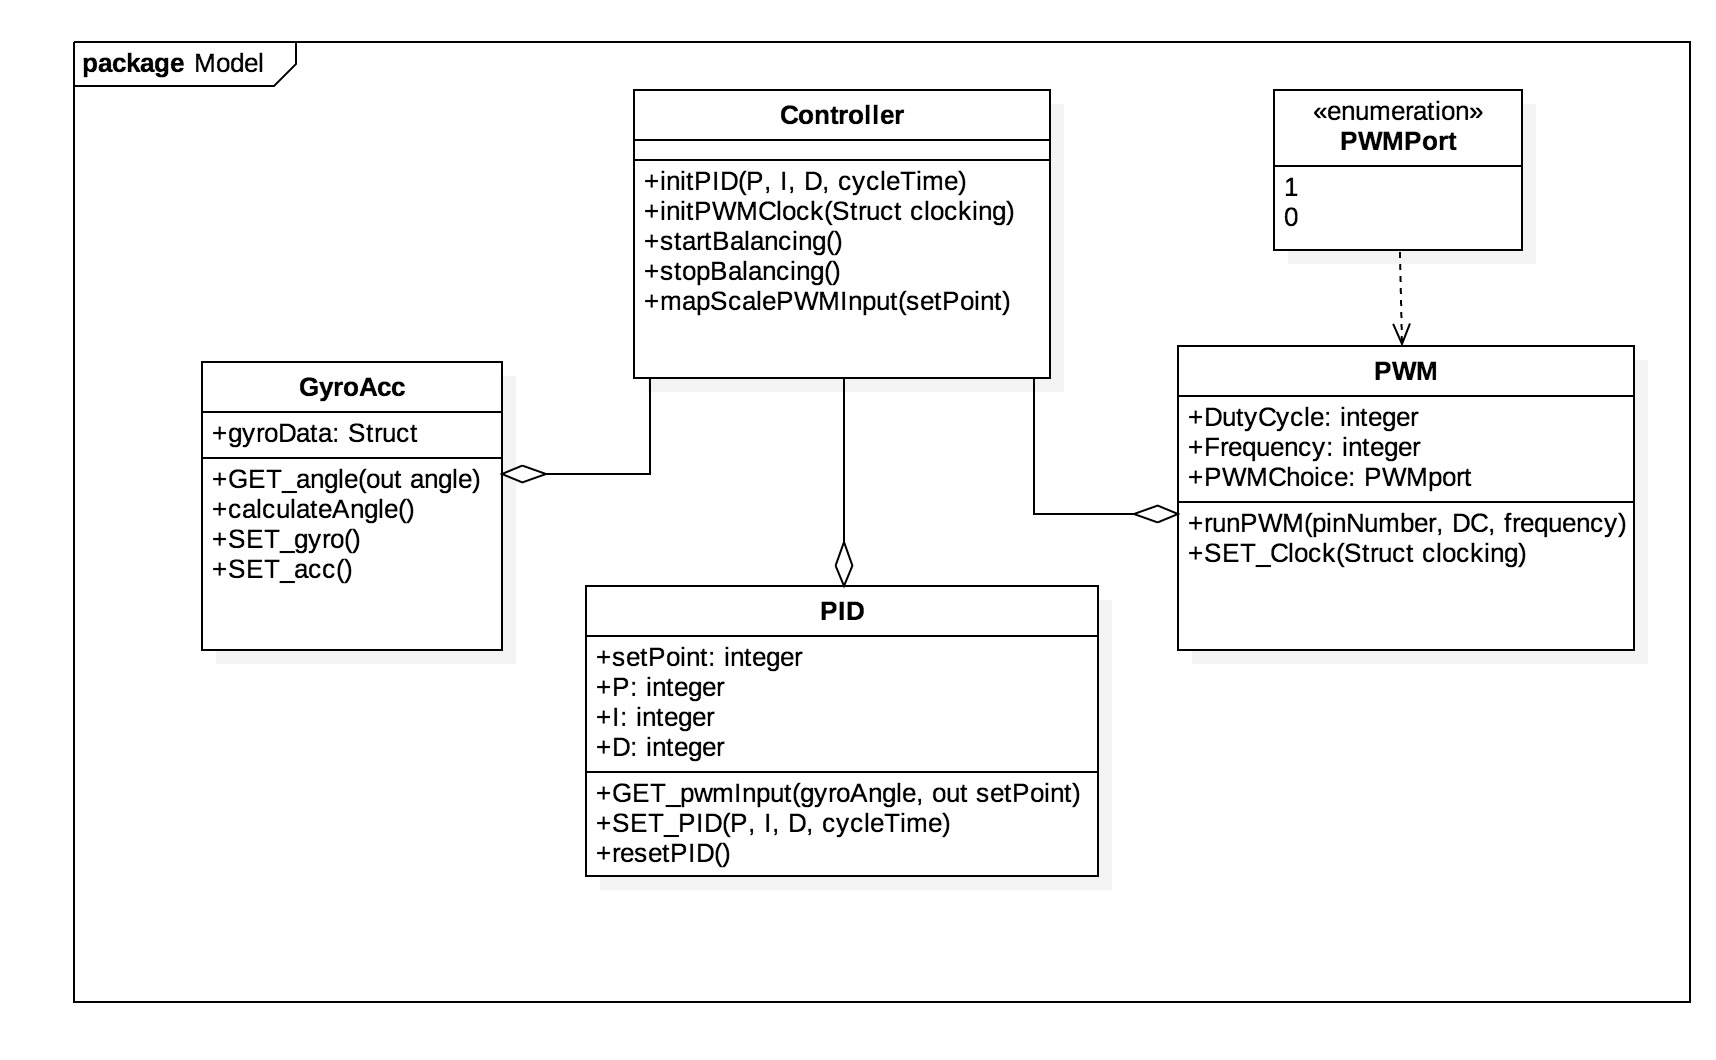 package Model
Controller
+initPID(P, I, D, cycleTime)
+initPWMClock(Struct clocking)
+startBalancing()
+stopBalancing()
+mapScalePWMInput(setPoint)
«enumeration»
PWMPort
1
0
GyroAcc
+gyroData: Struct
+GET_angle(out angle)
+calculateAngle()
+SET_gyro()
+SET_acc()
PWM
+DutyCycle: integer
+Frequency: integer
+PWMChoice: PWMport
+runPWM(pinNumber, DC, frequency)
+SET_Clock(Struct clocking)
PID
+setPoint: integer
+P: integer
+I: integer
+D: integer
+GET_pwmInput(gyroAngle, out setPoint)
+SET_PID(P, I, D, cycleTime)
+resetPID()